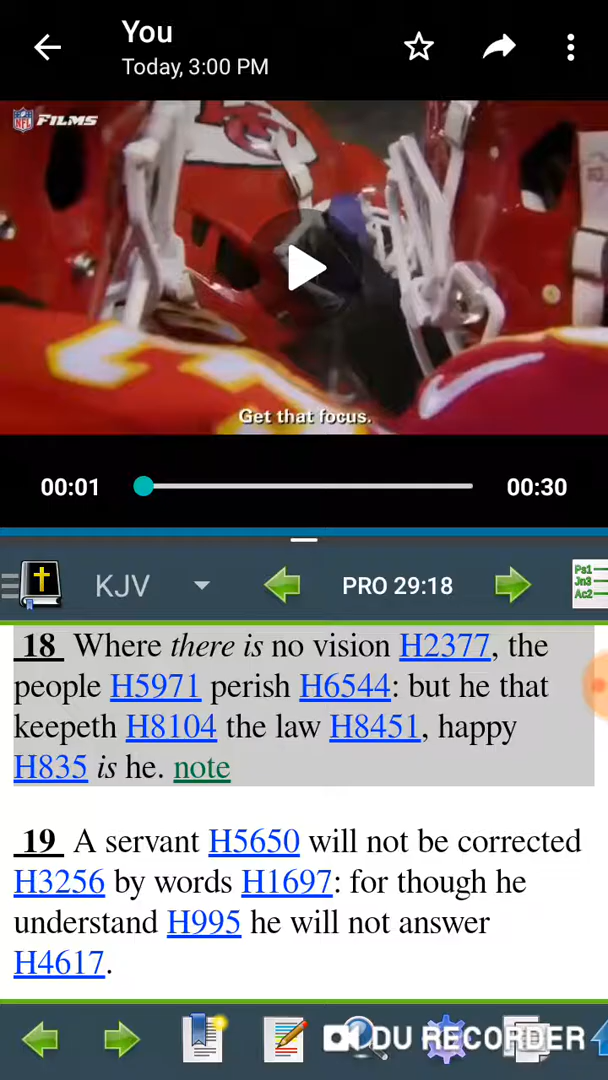 You
Today, 3:00 PM
NFL FILMS
Get that focus.
00:01
00:30
KJV
PRO 29:18
Ps1
Jn3
Ac2
18 Where there is no vision H2377, the
people H5971 perish H6544: but he that
keepeth H8104 the law H8451, happy
H835 is he. note
19 A servant H5650 will not be corrected
H3256 by words H1697: for though he
understand H995 he will not answer
H4617.
DU RECORDER